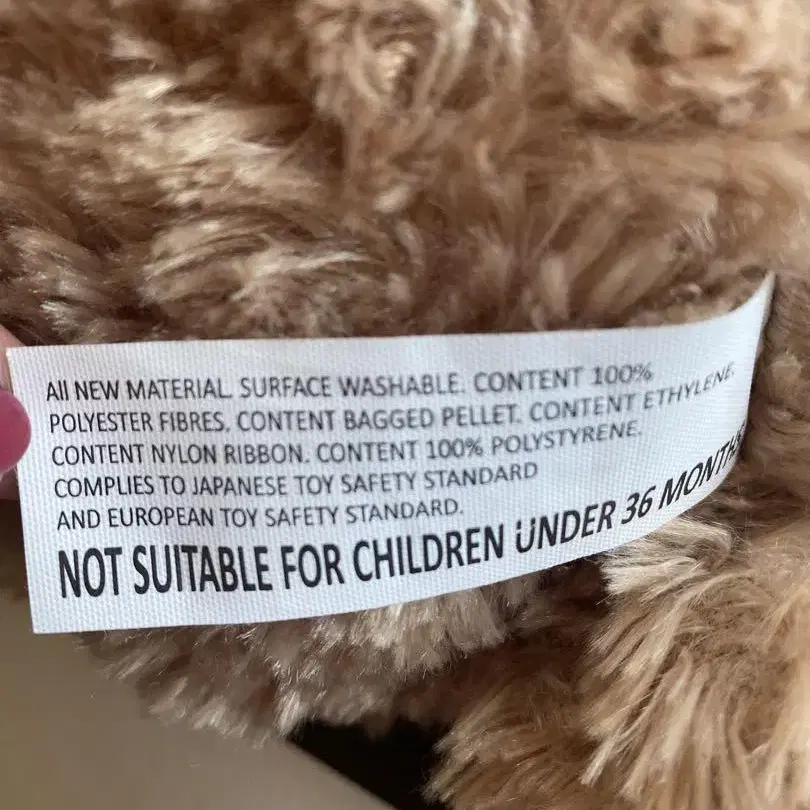 All NEW MATERIAL. SURFACE WASHABLE. CONTENT 100%
POLYESTER FIBRES. CONTENT BAGGED PELLET. CONTENT ETHYLENE.
CONTENT NYLON RIBBON. CONTENT 100% POLYSTYRENE.
COMPLIES TO JAPANESE TOY SAFETY STANDARD
AND EUROPEAN TOY SAFETY STANDARD.
NOT SUITABLE FOR CHILDREN UNDER 36 MONTHS